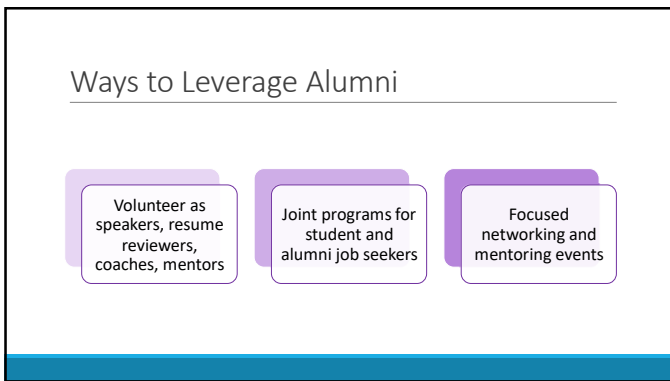 Ways to Leverage Alumni
Volunteer as
speakers, resume
reviewers,
coaches, mentors
Joint programs for
student and
alumni job seekers
Focused
networking and
mentoring events